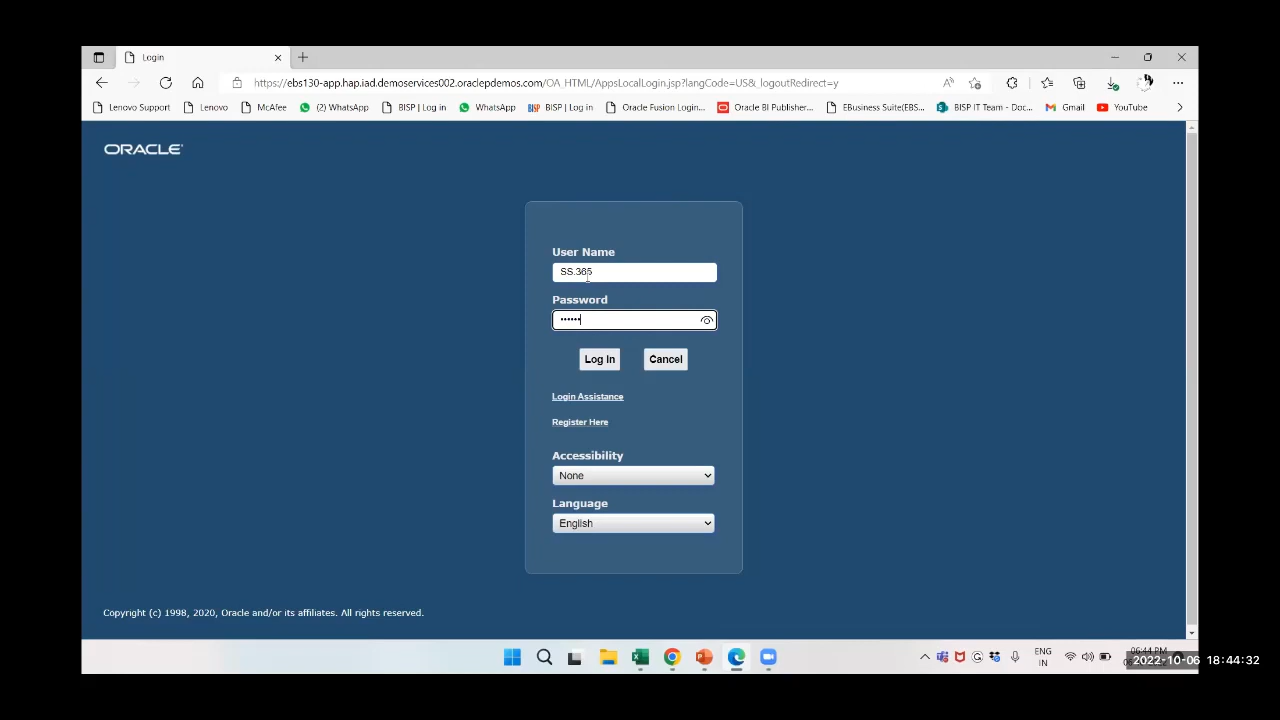 Login
https://ebs130-app.hap.iad.demoservices002.oraclepdemos.com/OA_HTML/AppsLocalLogin.jsp?langCode=US&_logoutRedirect=y
Lenovo Support Lenovo McAfee (2) WhatsApp BISP | Log in WhatsApp BISP | Log in Oracle Fusion Login... Oracle BI Publisher... EBusiness Suite(EBS... BISP IT Team - Doc... Gmail YouTube
ORACLE
User Name
SS.365
Password
Log In Cancel
Login Assistance
Register Here
Accessibility
None
Language
English
Copyright (c) 1998, 2020, Oracle and/or its affiliates. All rights reserved.
ENG
IN
06:44 PM
2022-10-06 18:44:32